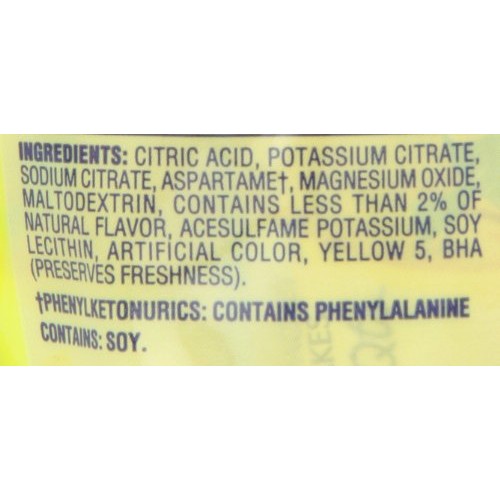 INGREDIENTS: CITRIC ACID, POTASSIUM CITRATE,
SODIUM CITRATE, ASPARTAME†, MAGNESIUM OXIDE,
MALTODEXTRIN, CONTAINS LESS THAN 2% OF
NATURAL FLAVOR, ACESULFAME POTASSIUM, SOY
LECITHIN, ARTIFICIAL COLOR, YELLOW 5, BHA
(PRESERVES FRESHNESS).
†PHENYLKETONURICS: CONTAINS PHENYLALANINE
CONTAINS: SOY.